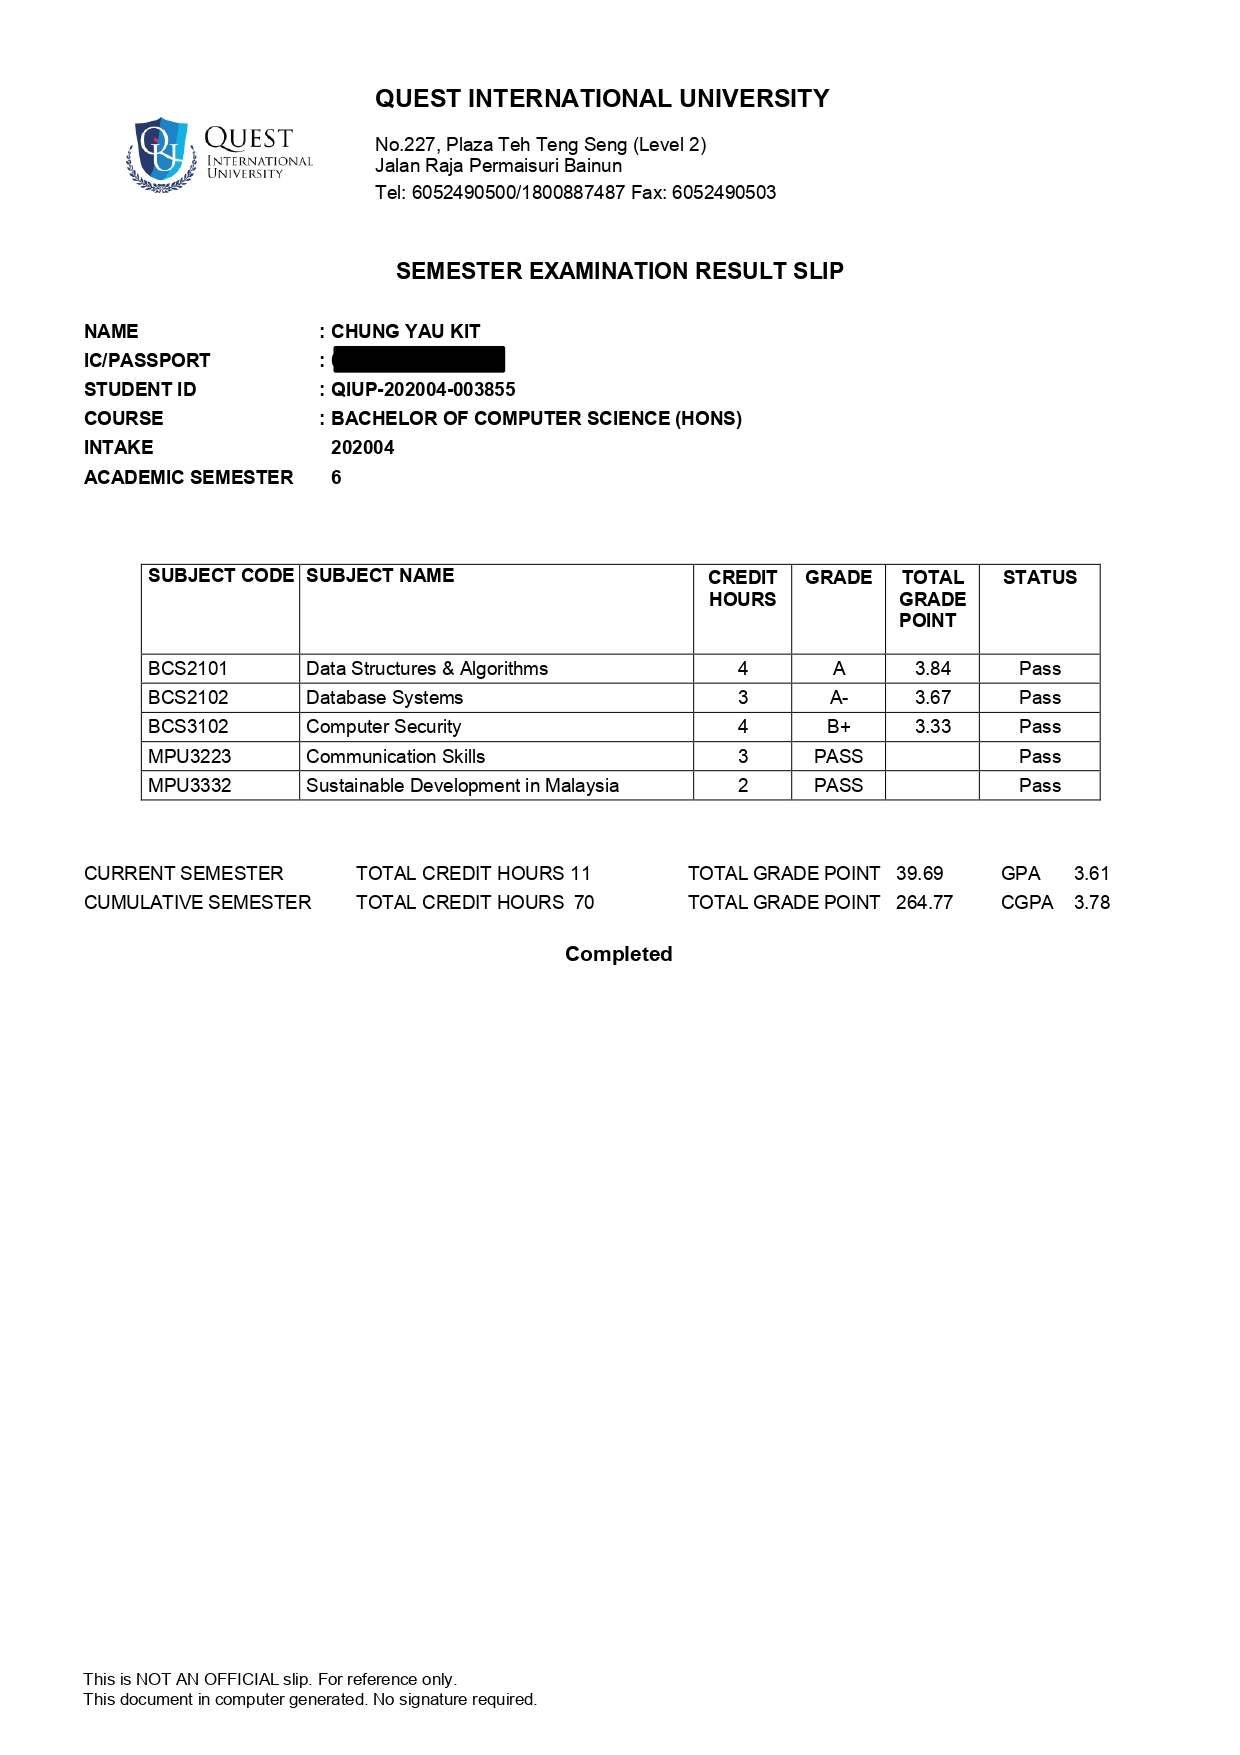 QUEST INTERNATIONAL UNIVERSITY
QUEST
INTERNATIONAL
UNIVERSITY
No.227, Plaza Teh Teng Seng (Level 2)
Jalan Raja Permaisuri Bainun
Tel: 6052490500/1800887487 Fax: 6052490503
SEMESTER EXAMINATION RESULT SLIP
NAME : CHUNG YAU KIT
IC/PASSPORT :
STUDENT ID : QIUP-202004-003855
COURSE : BACHELOR OF COMPUTER SCIENCE (HONS)
INTAKE 202004
ACADEMIC SEMESTER 6
SUBJECT CODE SUBJECT NAME CREDIT HOURS GRADE TOTAL GRADE POINT STATUS
BCS2101 Data Structures & Algorithms 4 A 3.84 Pass
BCS2102 Database Systems 3 A- 3.67 Pass
BCS3102 Computer Security 4 B+ 3.33 Pass
MPU3223 Communication Skills 3 PASS Pass
MPU3332 Sustainable Development in Malaysia 2 PASS Pass
CURRENT SEMESTER TOTAL CREDIT HOURS 11 TOTAL GRADE POINT 39.69 GPA 3.61
CUMULATIVE SEMESTER TOTAL CREDIT HOURS 70 TOTAL GRADE POINT 264.77 CGPA 3.78
Completed
This is NOT AN OFFICIAL slip. For reference only.
This document in computer generated. No signature required.